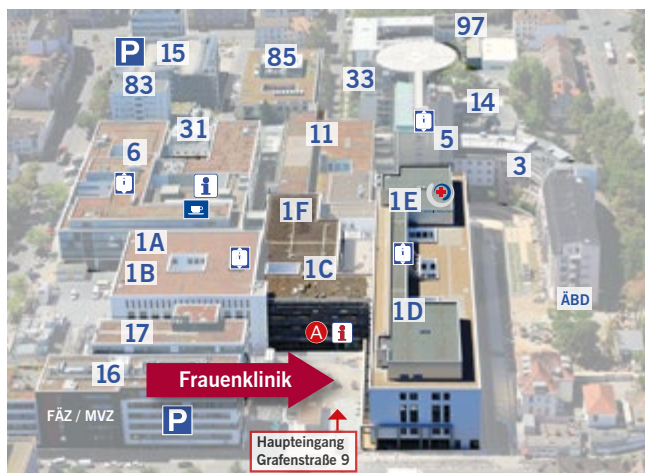 97
P
15
85
83
33
14
31
11
5
6
3
i
1E
1F
1A
1B
1C
1D
ÄBD
17
A
i
16
Frauenklinik
FÄZ / MVZ
P
Haupteingang
Grafenstraße 9